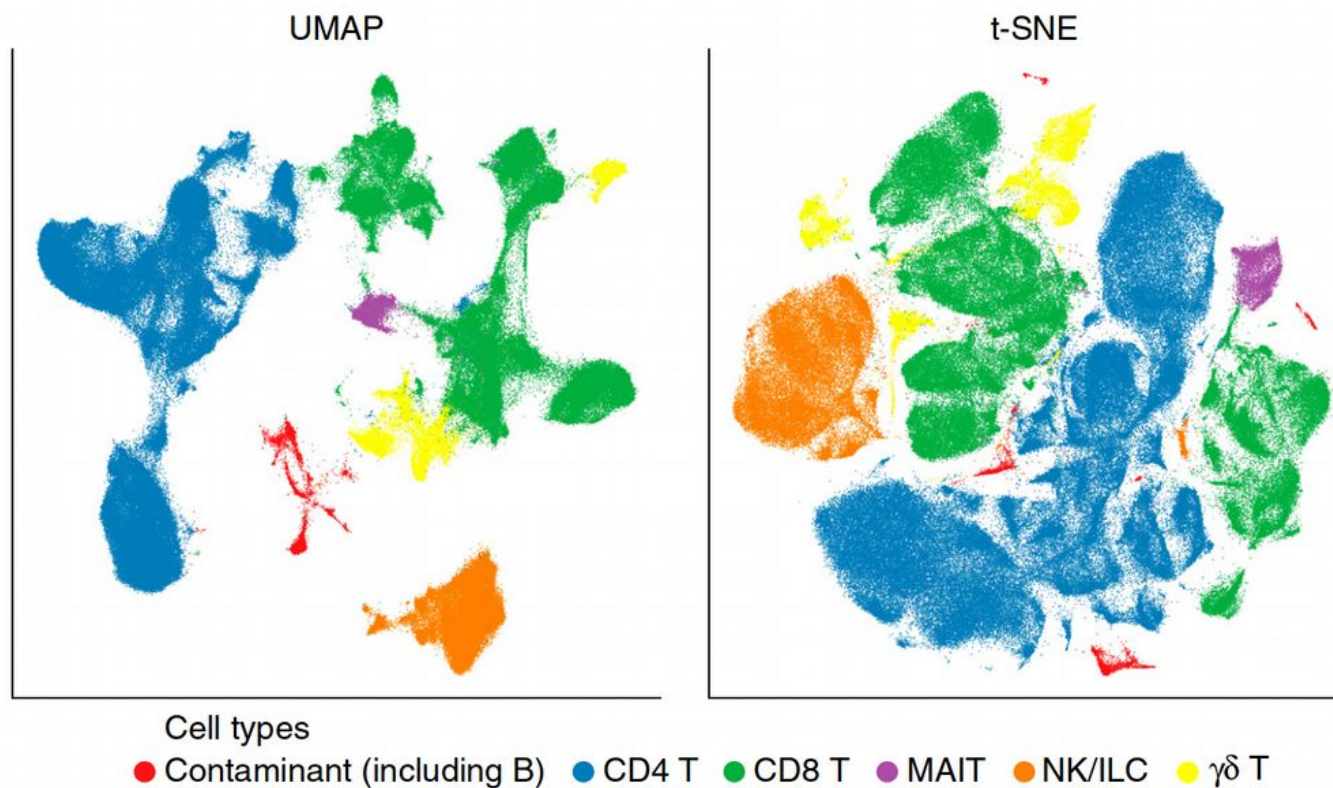 UMAP
t-SNE
Cell types
Contaminant (including B) CD4 T CD8 T MAIT NK/ILC γδ T